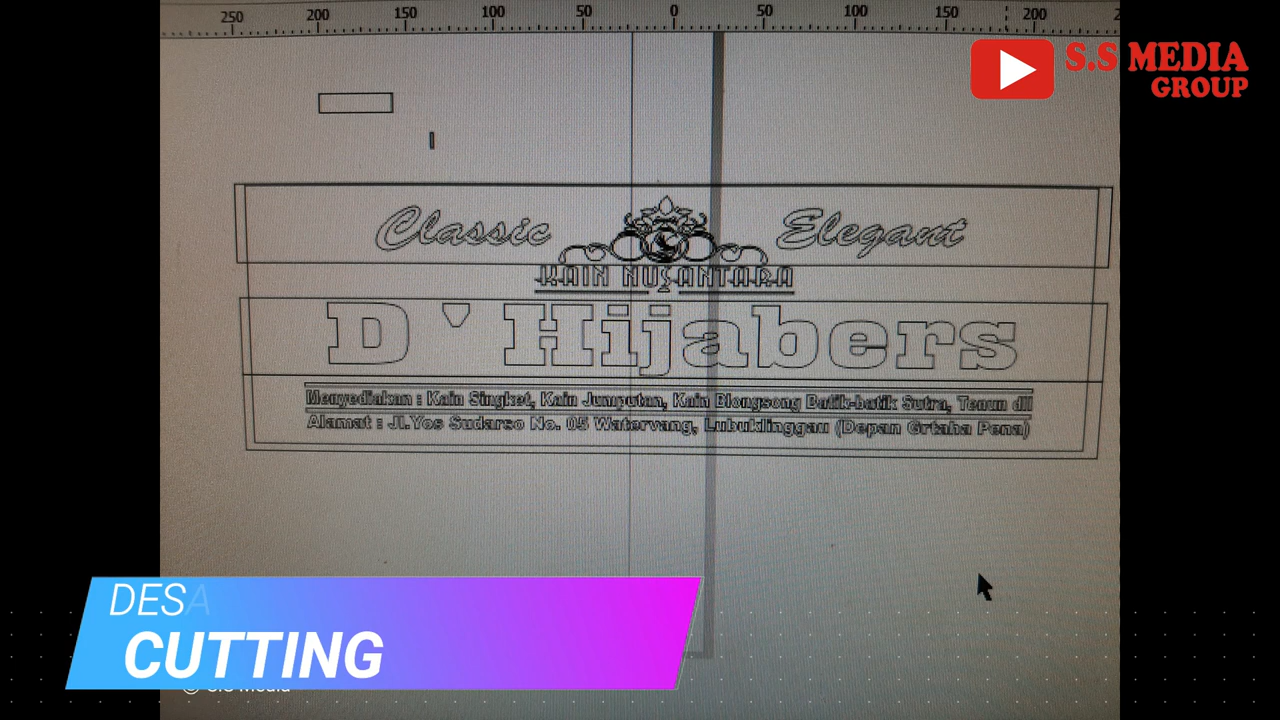 250 200 150 100 50 0 50 100 150 200
S.S MEDIA
GROUP
Classic Elegant
KAIN NUSANTARA
D'Hijabers
Menyediakan : Kain Singket, Kain Jumputan, Kain Blongsong Batik-batik Sutra, Tenun dll
Alamat : Jl.Yos Sudarso No. 05 Watervang, Lubuklinggau (Depan Grtaha Pena)
DESA
CUTTING